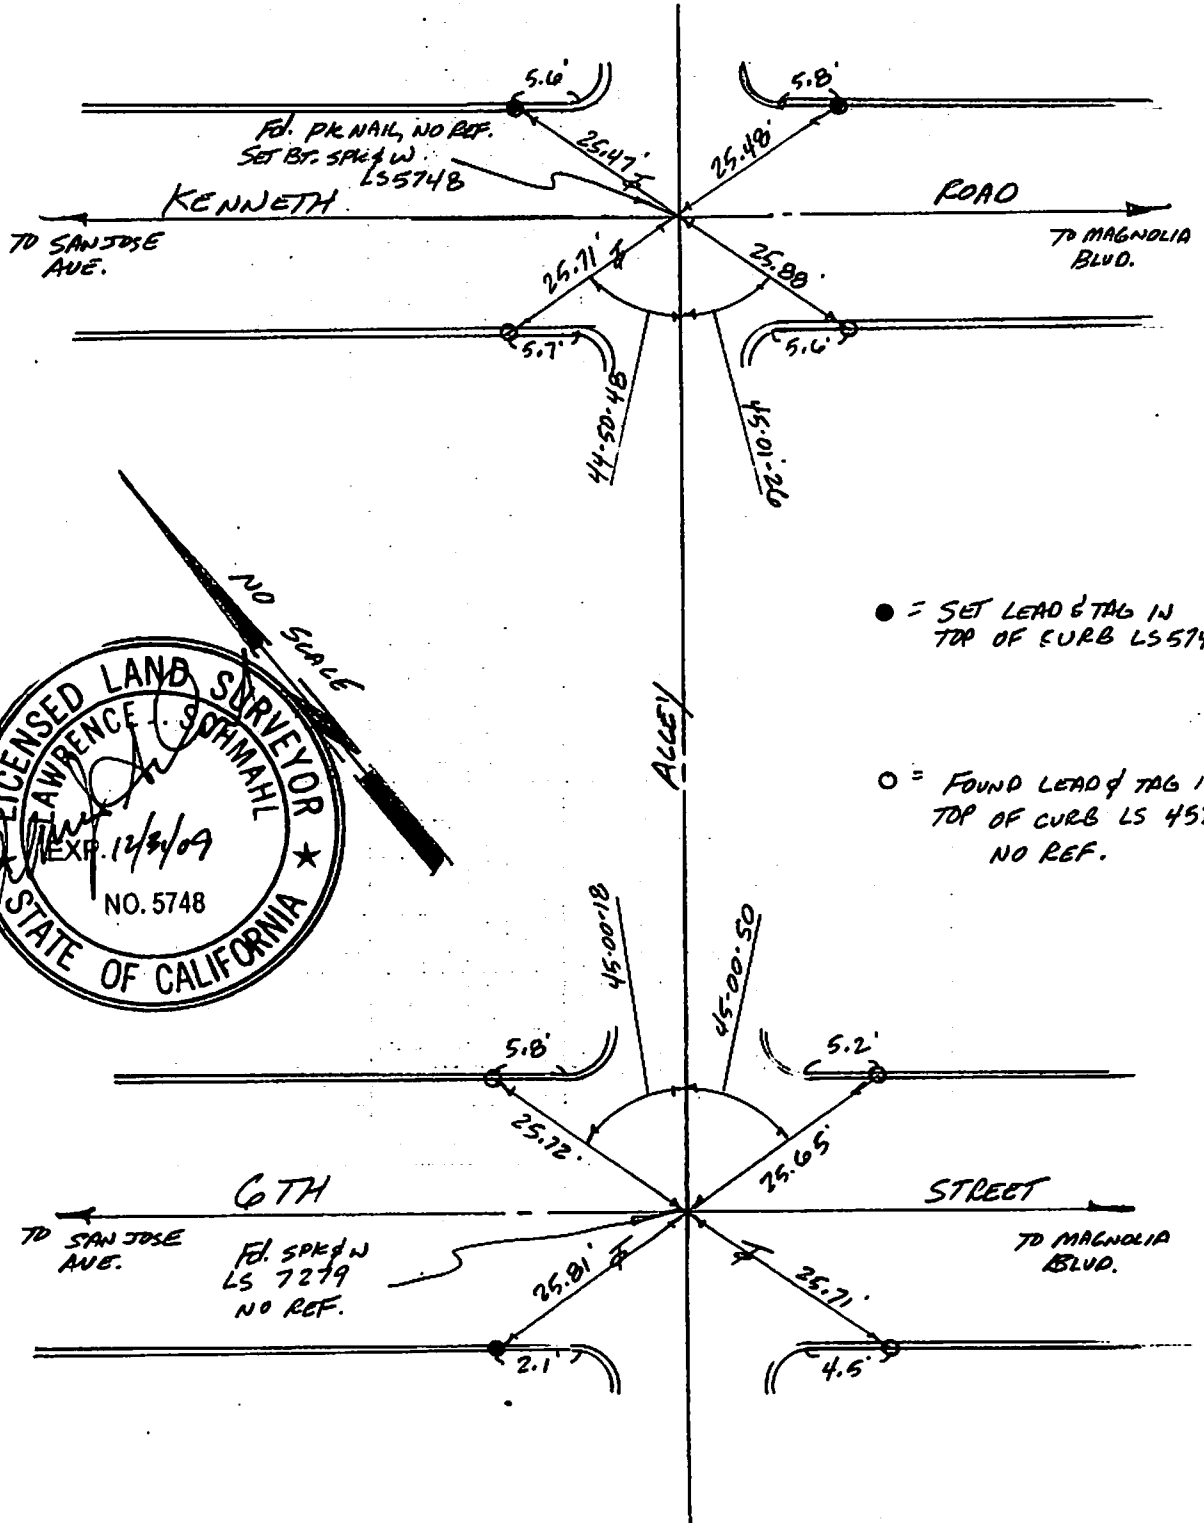 5.6'
5.8'
Fd. PK NAIL, NO REF.
SET BT. SPK & W
LS5748
25.47'
25.48'
KENNETH
ROAD
TO SAN JOSE
AVE.
TO MAGNOLIA
BLVD.
25.71'
25.88'
5.7'
5.6'
44-50-48
45-01-26
NO
SCALE
LICENSED LAND SURVEYOR
LAWRENCE SCHMAHL
EXP. 12/31/09
NO. 5748
STATE OF CALIFORNIA
● = SET LEAD & TAG IN
TOP OF CURB
ALLEY
○ = FOUND LEAD & TAG
TOP OF CURB LS
NO REF.
45-00-18
45-00-50
5.8'
5.2'
25.72'
25.65'
6TH
STREET
TO SAN JOSE
AVE.
TO MAGNOLIA
BLVD.
Fd. SPK & W
LS 7279
NO REF.
25.81'
25.71'
2.1'
4.5'